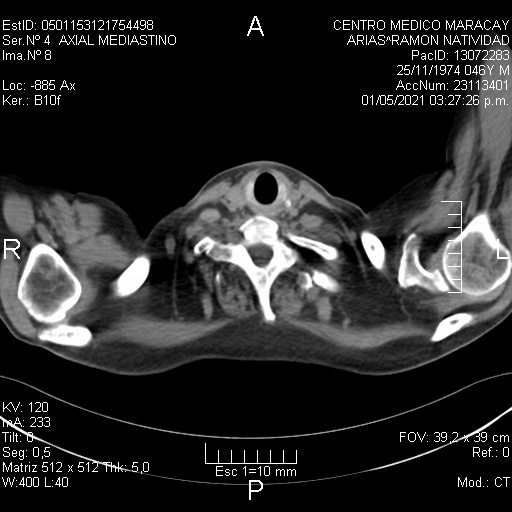 EstID: 0501153121754498
Ser.Nº 4 AXIAL MEDIASTINO
Ima.Nº 8
Loc: -885 Ax
Ker.: B10f
A
CENTRO MEDICO MARACAY
ARIAS^RAMON NATIVIDAD
PacID: 13072283
25/11/1974 046Y M
AccNum: 23113401
01/05/2021 03:27:26 p.m.
R
L
KV: 120
mA: 233
Tilt: 0
Seg: 0,5
Matriz 512 x 512 Thk: 5,0
W:400 L:40
Esc 1=10 mm
P
FOV: 39,2 x 39 cm
Ref.: 0
Mod.: CT